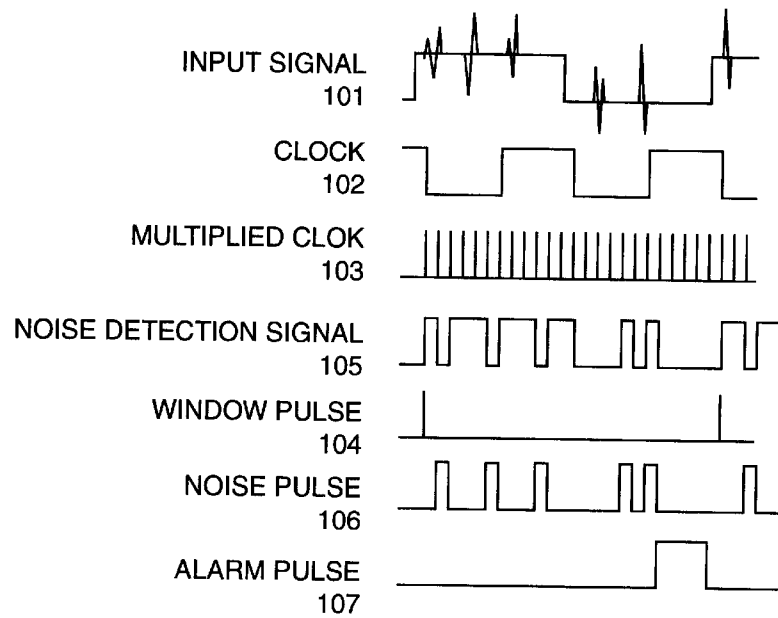 INPUT SIGNAL
101
CLOCK
102
MULTIPLIED CLOK
103
NOISE DETECTION SIGNAL
105
WINDOW PULSE
104
NOISE PULSE
106
ALARM PULSE
107